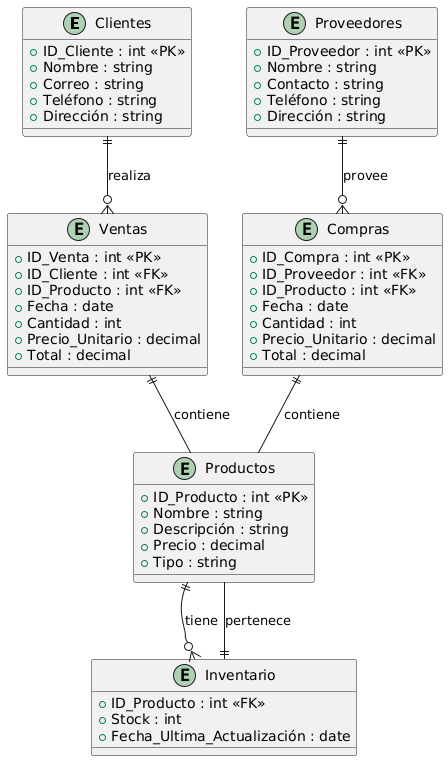 E Clientes
ID_Cliente : int «PK»
Nombre : string
Correo : string
Teléfono : string
Dirección : string
E Proveedores
ID_Proveedor : int «PK»
Nombre : string
Contacto : string
Teléfono : string
Dirección : string
realiza
provee
E Ventas
ID_Venta : int «PK»
ID_Cliente : int «FK»
ID_Producto : int «FK»
Fecha : date
Cantidad : int
Precio_Unitario : decimal
Total : decimal
E Compras
ID_Compra : int «PK»
ID_Proveedor : int «FK»
ID_Producto : int «FK»
Fecha : date
Cantidad : int
Precio_Unitario : decimal
Total : decimal
contiene
contiene
E Productos
ID_Producto : int «PK»
Nombre : string
Descripción : string
Precio : decimal
Tipo : string
tiene
pertenece
E Inventario
ID_Producto : int «FK»
Stock : int
Fecha_Ultima_Actualización : date